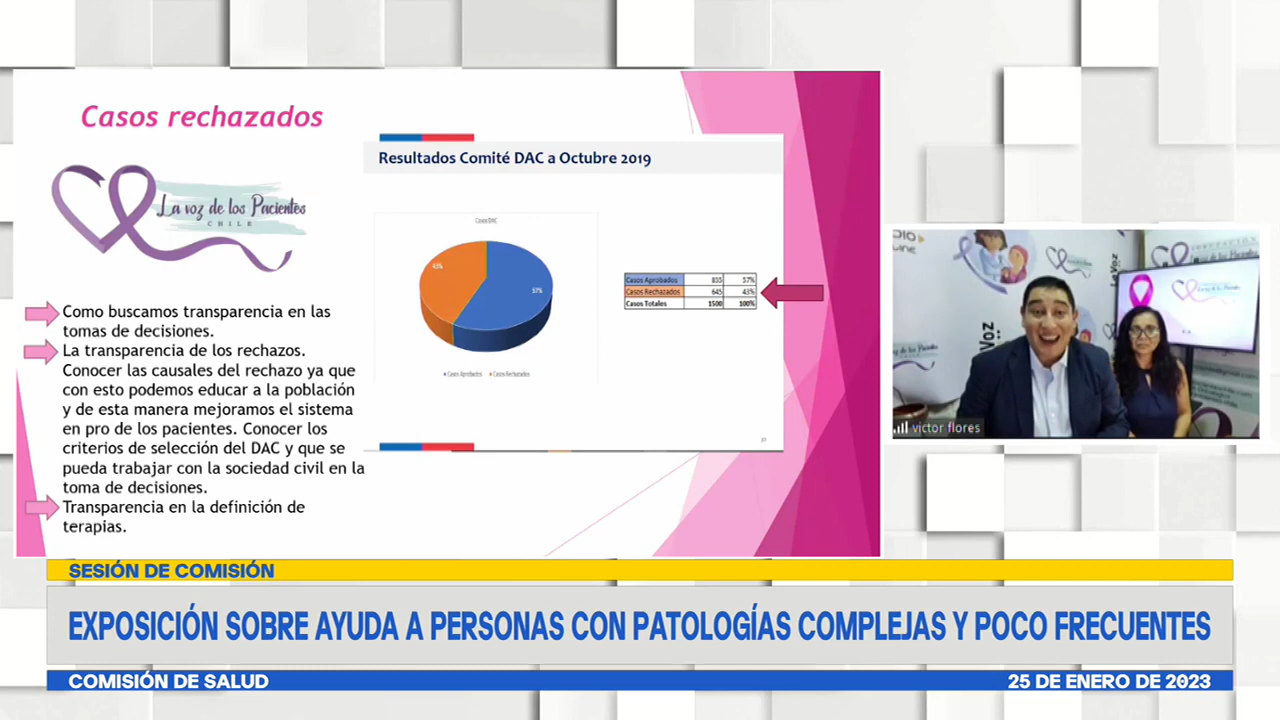 Casos rechazados
La voz de los Pacientes
CHILE
Como buscamos transparencia en las
tomas de decisiones.
La transparencia de los rechazos.
Conocer las causales del rechazo ya que
con esto podemos educar a la población
y de esta manera mejoramos el sistema
en pro de los pacientes. Conocer los
criterios de selección del DAC y que se
pueda trabajar con la sociedad civil en la
toma de decisiones.
Transparencia en la definición de
terapias.
Resultados Comité DAC a Octubre 2019
Casos DAC
43%
57%
Casos Aprobados Casos Rechazados
Casos Aprobados 855 57%
Casos Rechazados 645 43%
Casos Totales 1500 100%
victor flores
SESIÓN DE COMISIÓN
EXPOSICIÓN SOBRE AYUDA A PERSONAS CON PATOLOGÍAS COMPLEJAS Y POCO FRECUENTES
COMISIÓN DE SALUD
25 DE ENERO DE 2023